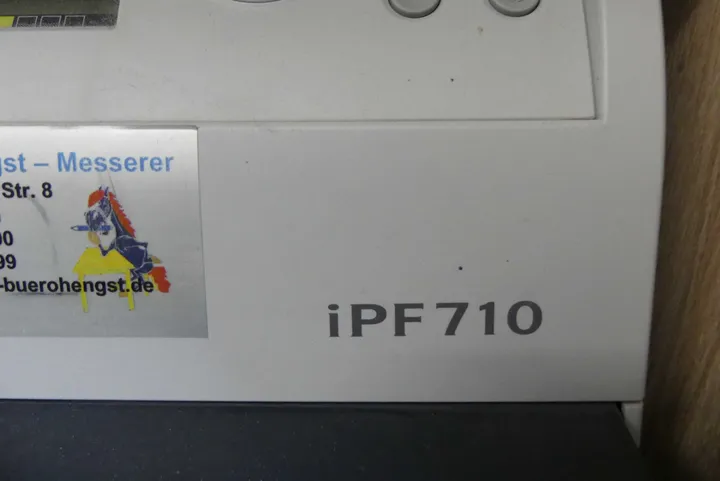 gst – Messerer
Str. 8
00
99
-buerohengst.de
iPF710